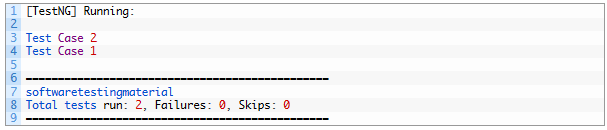 1 [TestNG] Running:
2
3 Test Case 2
4 Test Case 1
5
6 ===============================================
7 softwaretestingmaterial
8 Total tests run: 2, Failures: 0, Skips: 0
9 ===============================================